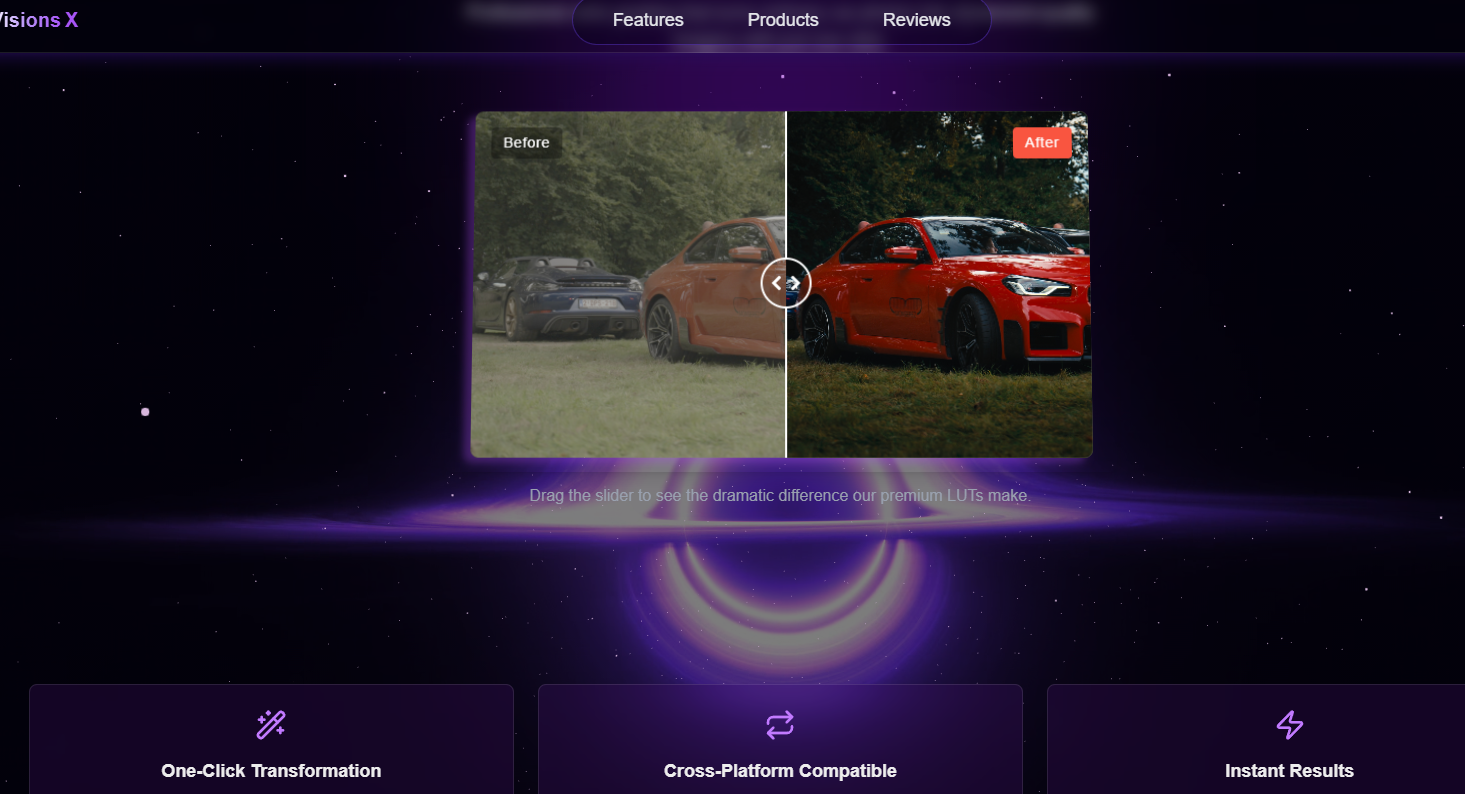 Visions X
Features
Products
Reviews
Before
After
Drag the slider to see the dramatic difference our premium LUTs make.
One-Click Transformation
Cross-Platform Compatible
Instant Results